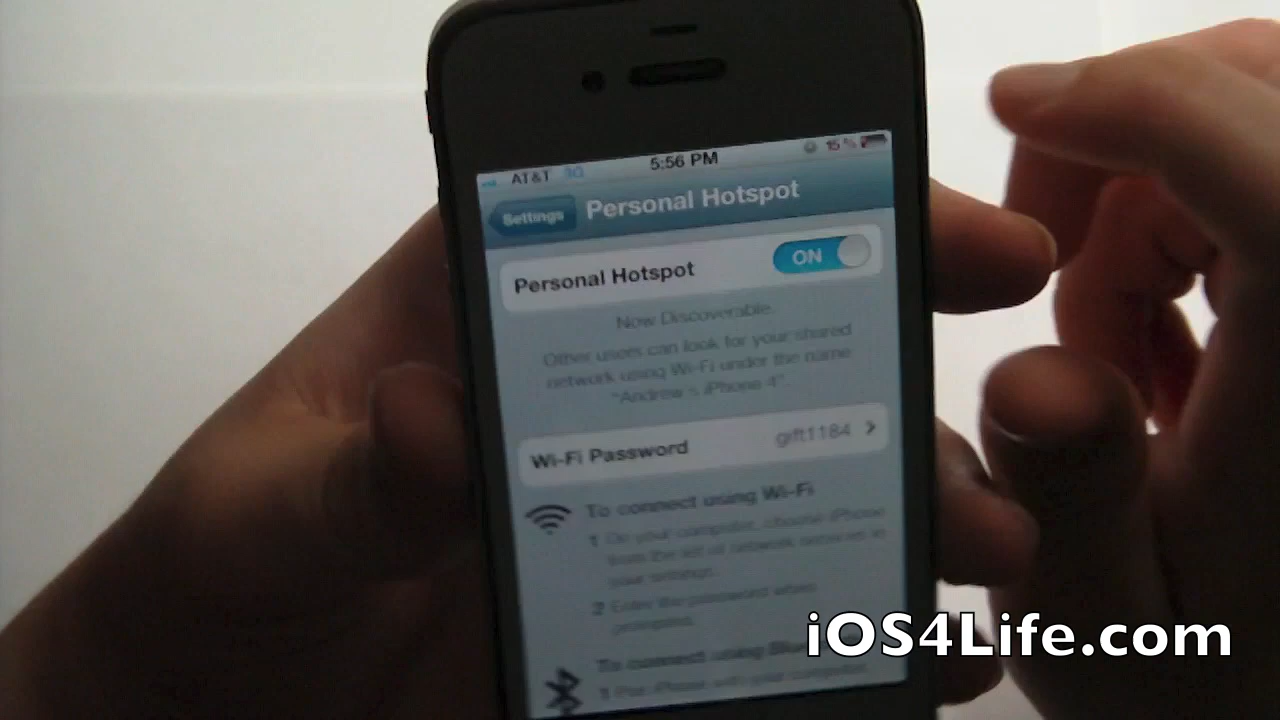 AT&T 3G 5:56 PM 15 %
Settings Personal Hotspot
Personal Hotspot ON
Now Discoverable.
Other users can look for your shared
network using Wi-Fi under the name
"Andrew's iPhone 4".
Wi-Fi Password gift1184
To connect using Wi-Fi
1 On your computer, choose iPhone
from the list of network networks in
your settings.
2 Enter the password when
prompted.
To connect using
1 Pair iPhone with your computer.
iOS4Life.com